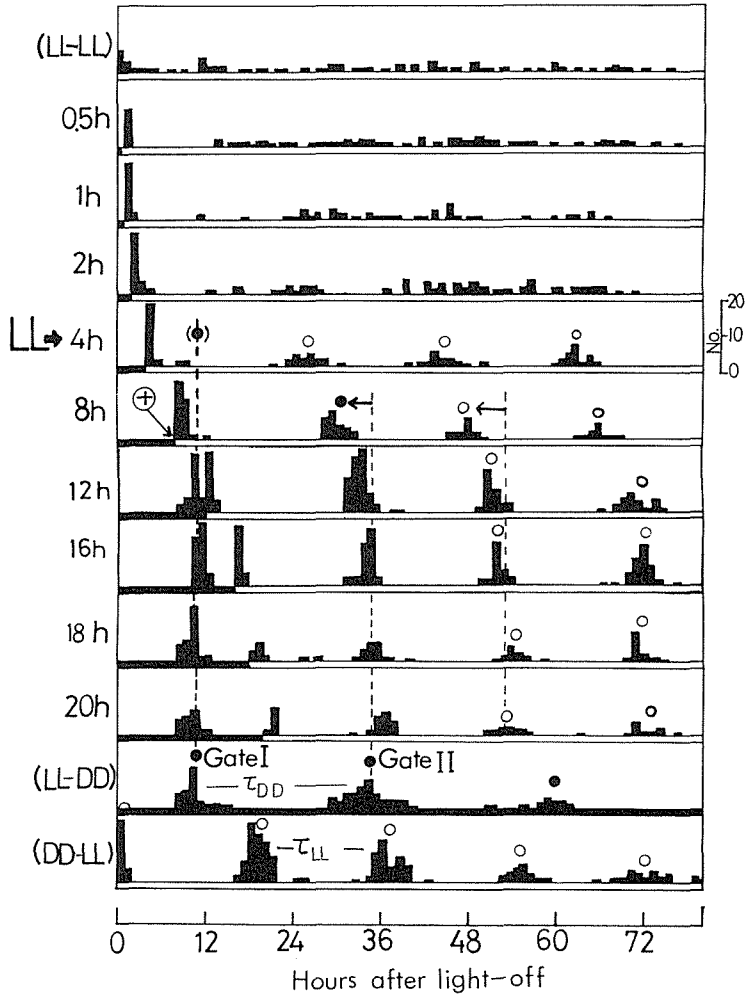 (LL-LL)
0.5h
1h
2h
LL➡ 4h
(●)
20
10
0
No.
8h
+
12h
16h
18h
20h
(LL-DD)
Gate I
τDD
Gate II
(DD-LL)
τLL
0 12 24 36 48 60 72
Hours after light-off